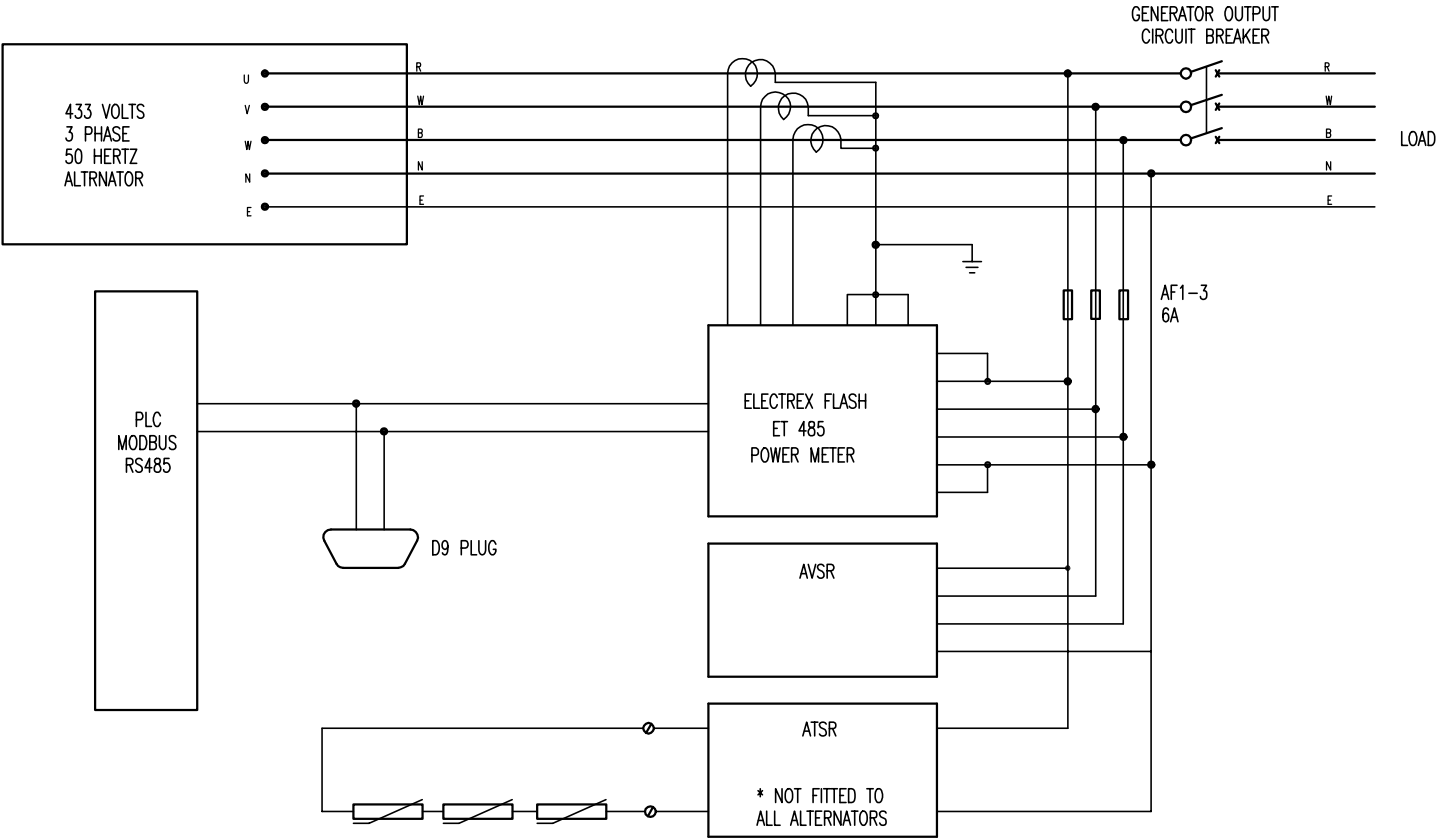 GENERATOR OUTPUT
CIRCUIT BREAKER
433 VOLTS
3 PHASE
50 HERTZ
ALTRNATOR
U
R
R
V
W
W
W
B
B
LOAD
N
N
N
E
E
E
AF1-3
6A
PLC
MODBUS
RS485
ELECTREX FLASH
ET 485
POWER METER
D9 PLUG
AVSR
ATSR
* NOT FITTED TO
ALL ALTERNATORS